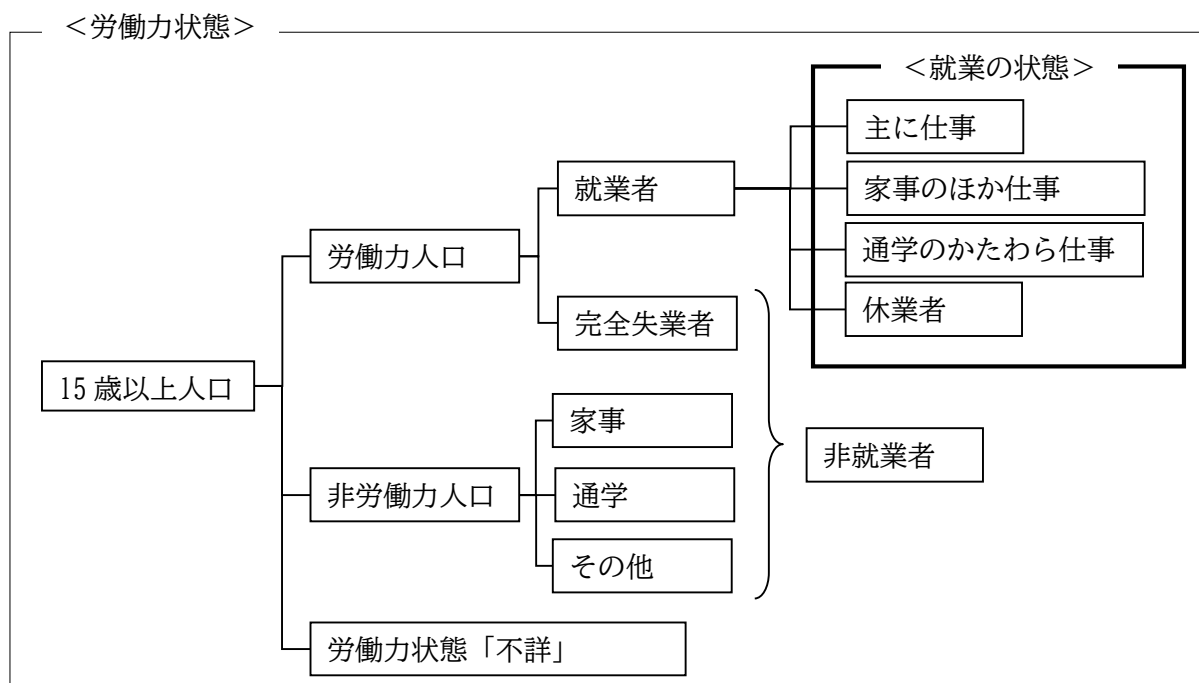 ＜労働力状態＞
＜就業の状態＞
主に仕事
就業者
家事のほか仕事
労働力人口
通学のかたわら仕事
休業者
完全失業者
15 歳以上人口
家事
非就業者
非労働力人口
通学
その他
労働力状態「不詳」